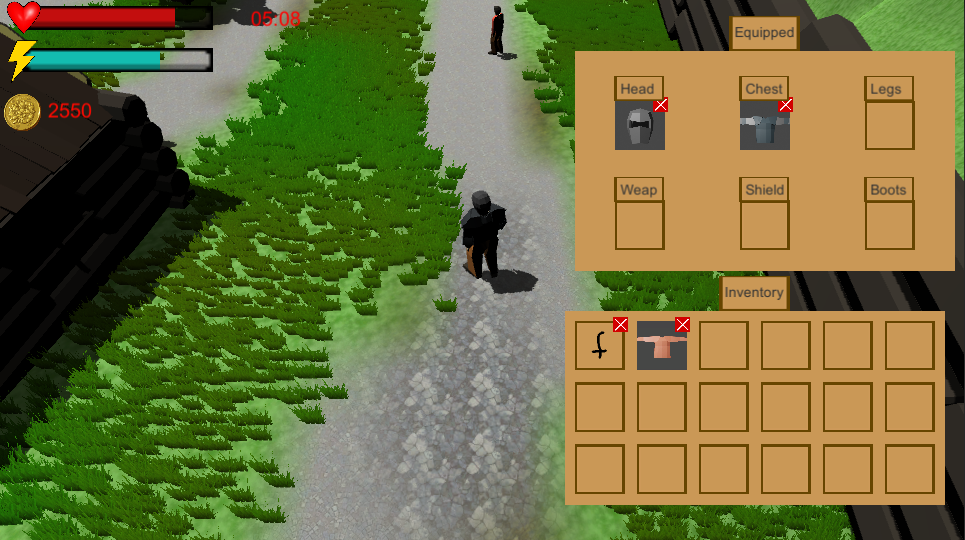 05:08
2550
Equipped
Head Chest Legs
Weap Shield Boots
Inventory
f